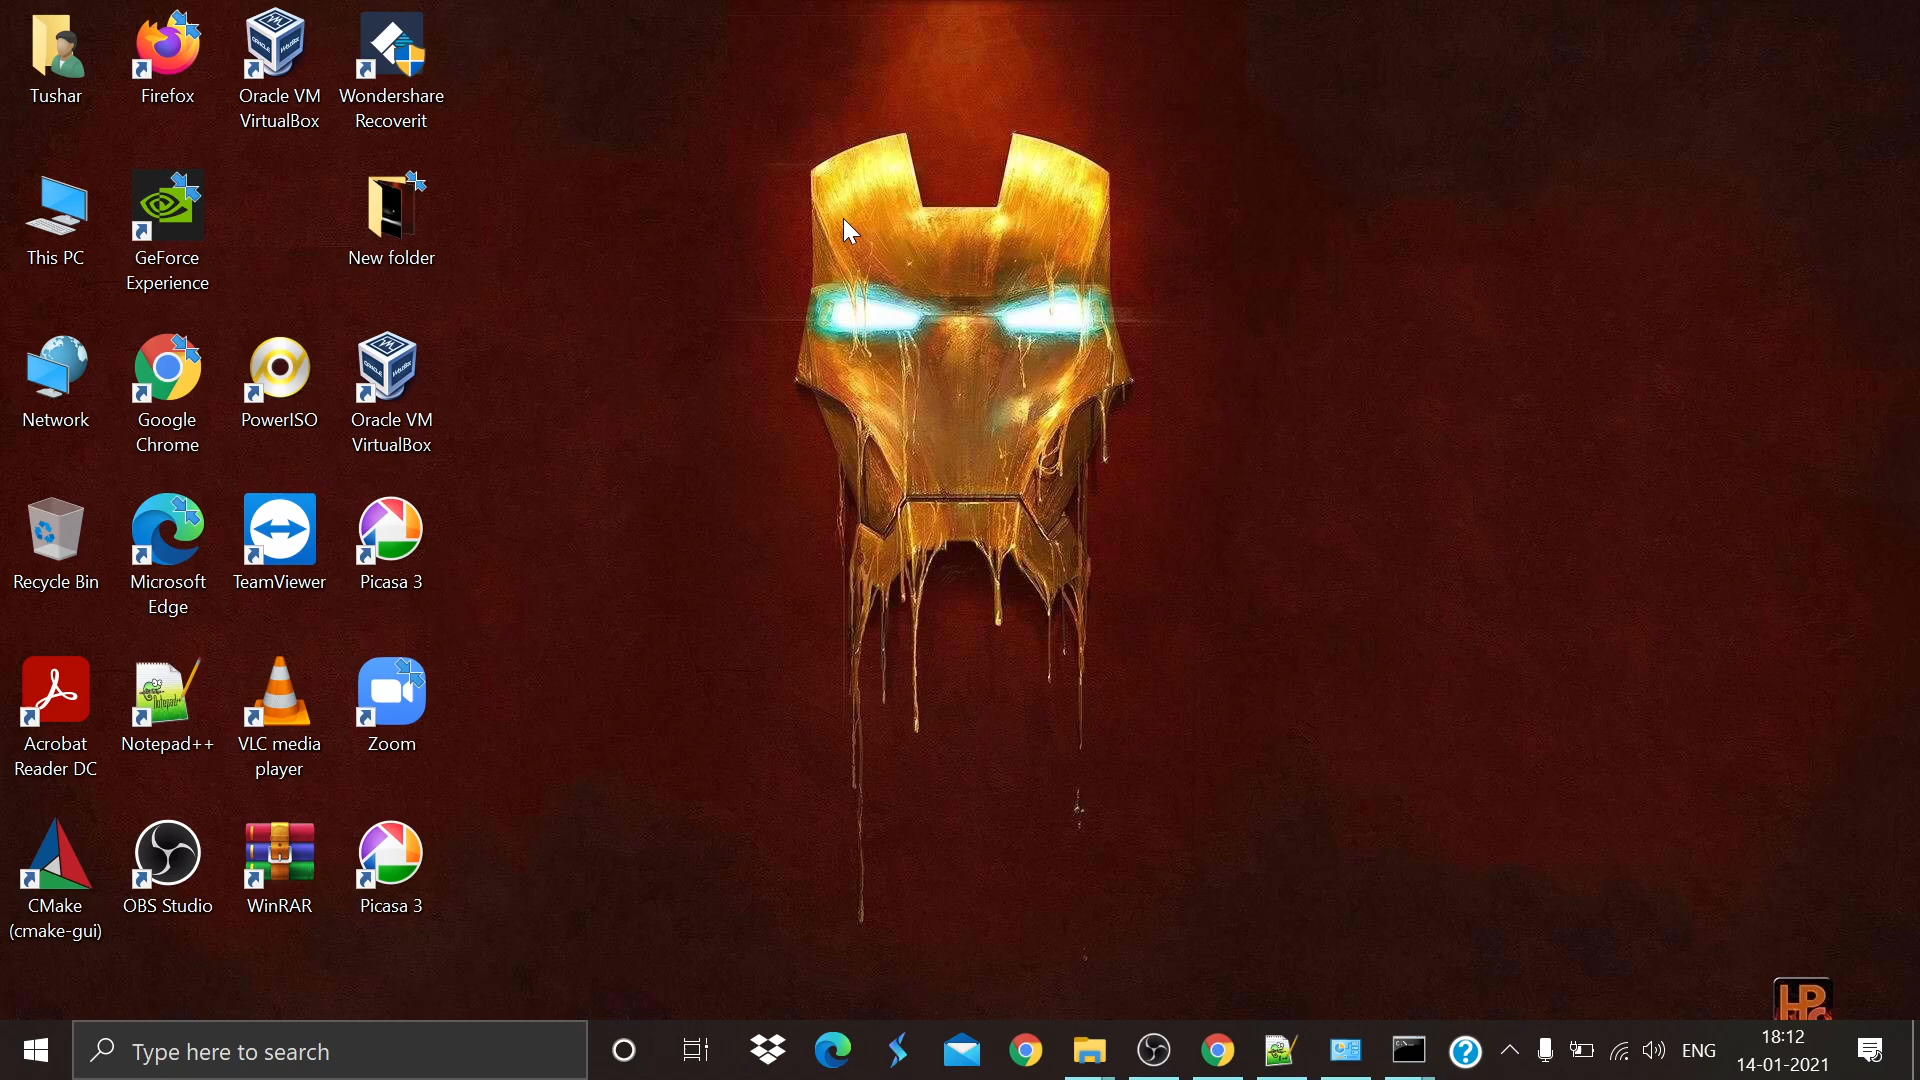 Tushar
Firefox
Oracle VM
VirtualBox
Wondershare
Recoverit
This PC
GeForce
Experience
New folder
Network
Google
Chrome
PowerISO
Oracle VM
VirtualBox
Recycle Bin
Microsoft
Edge
TeamViewer
Picasa 3
Acrobat
Reader DC
Notepad++
VLC media
player
Zoom
CMake
(cmake-gui)
OBS Studio
WinRAR
Picasa 3
Type here to search
ENG
18:12
14-01-2021